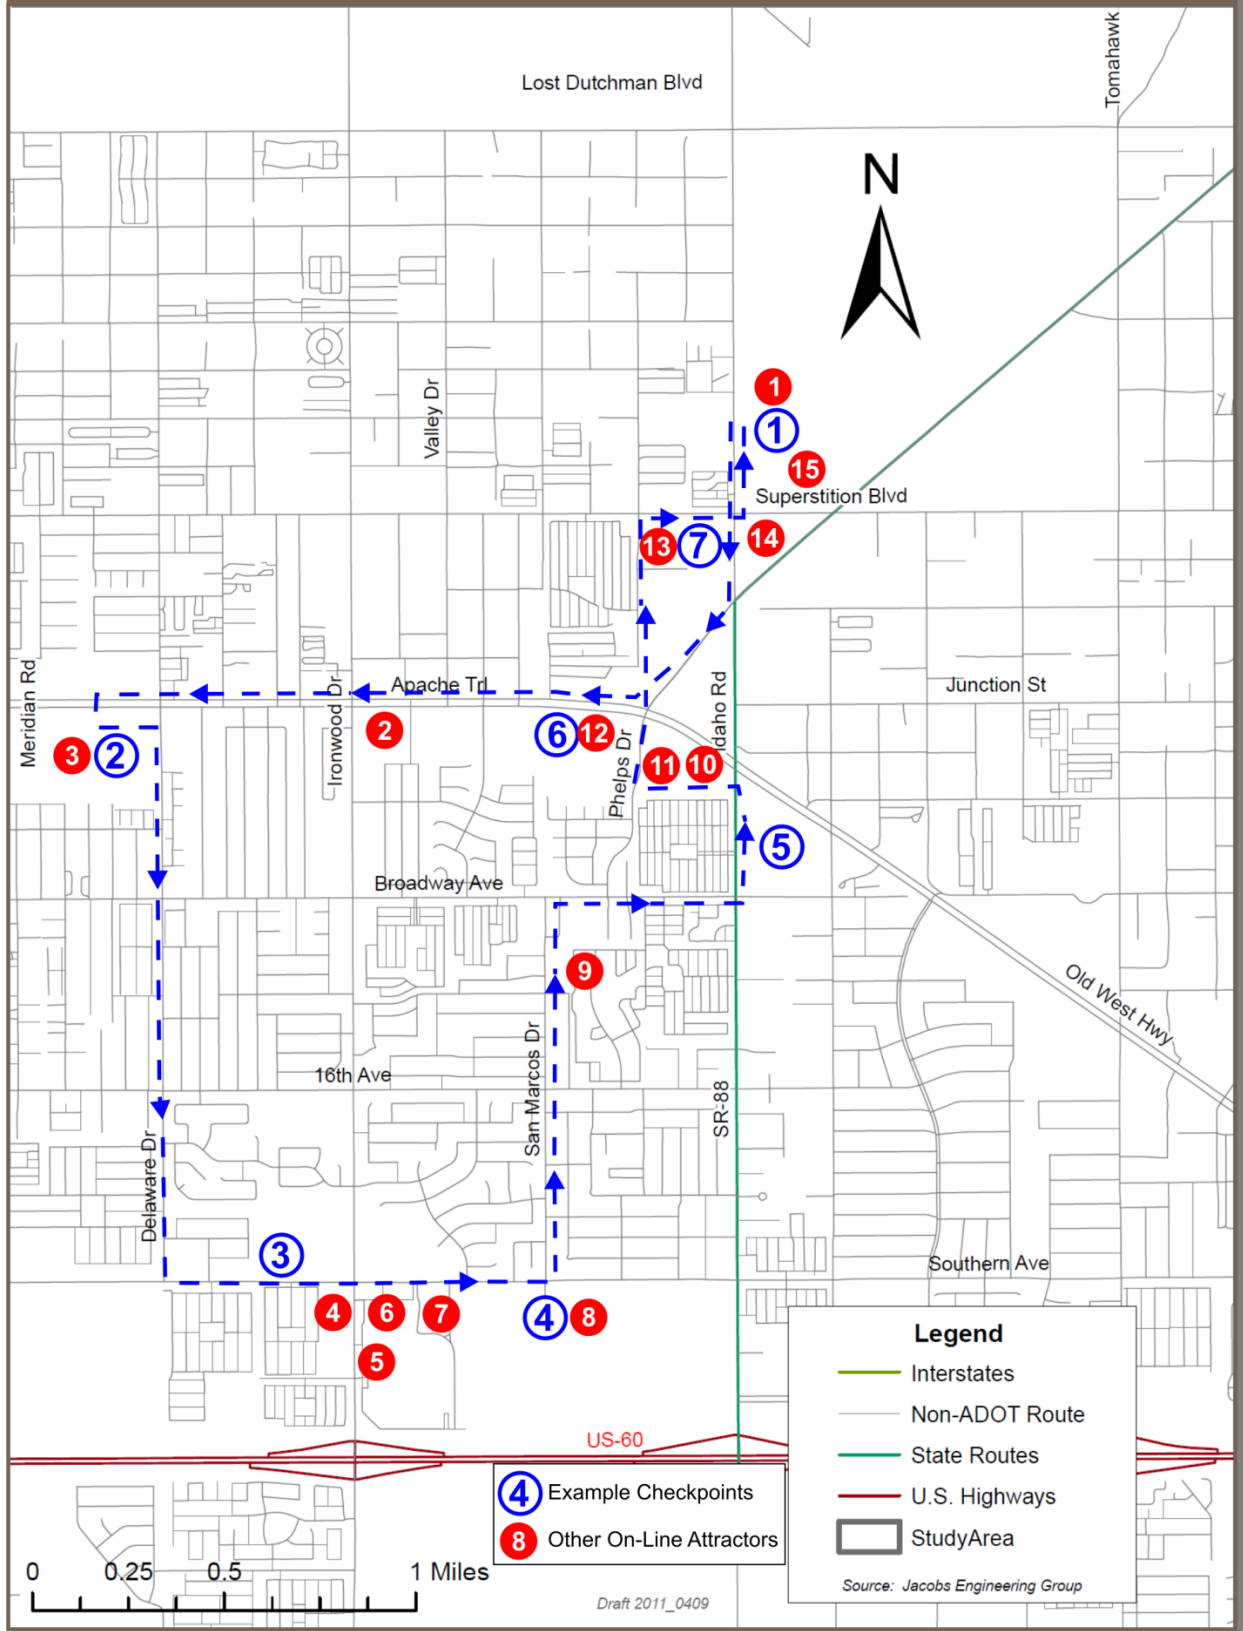 Lost Dutchman Blvd
Tomahawk
N
Valley Dr
1
1
15
Superstition Blvd
13
7
14
Meridian Rd
Ironwood Dr
Apache Trl
Junction St
Idaho Rd
2
6
12
Phelps Dr
3
2
11
10
5
Broadway Ave
9
Old West Hwy
San Marcos Dr
16th Ave
SR-88
Delaware Dr
3
Southern Ave
4
6
7
4
8
5
US-60
4 Example Checkpoints
8 Other On-Line Attractors
Legend
Interstates
Non-ADOT Route
State Routes
U.S. Highways
StudyArea
Source: Jacobs Engineering Group
0 0.25 0.5 1 Miles
Draft 2011_0409